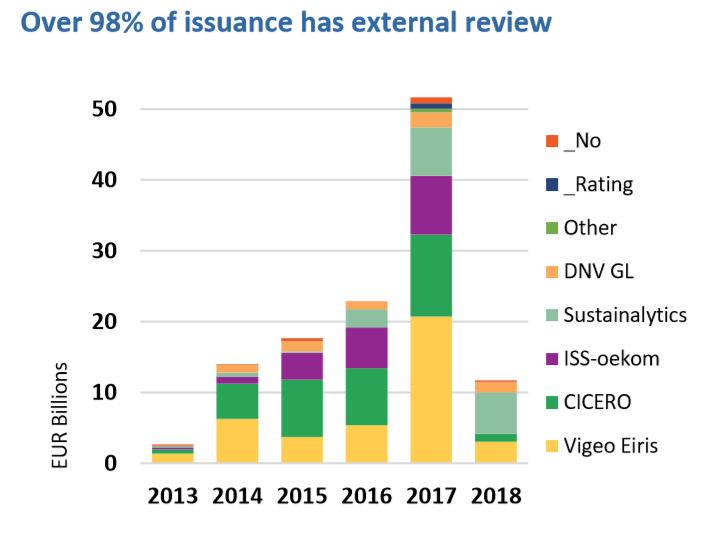 Over 98% of issuance has external review
EUR Billions
50
40
30
20
10
0
2013 2014 2015 2016 2017 2018
_No
_Rating
Other
DNV GL
Sustainalytics
ISS-oekom
CICERO
Vigeo Eiris